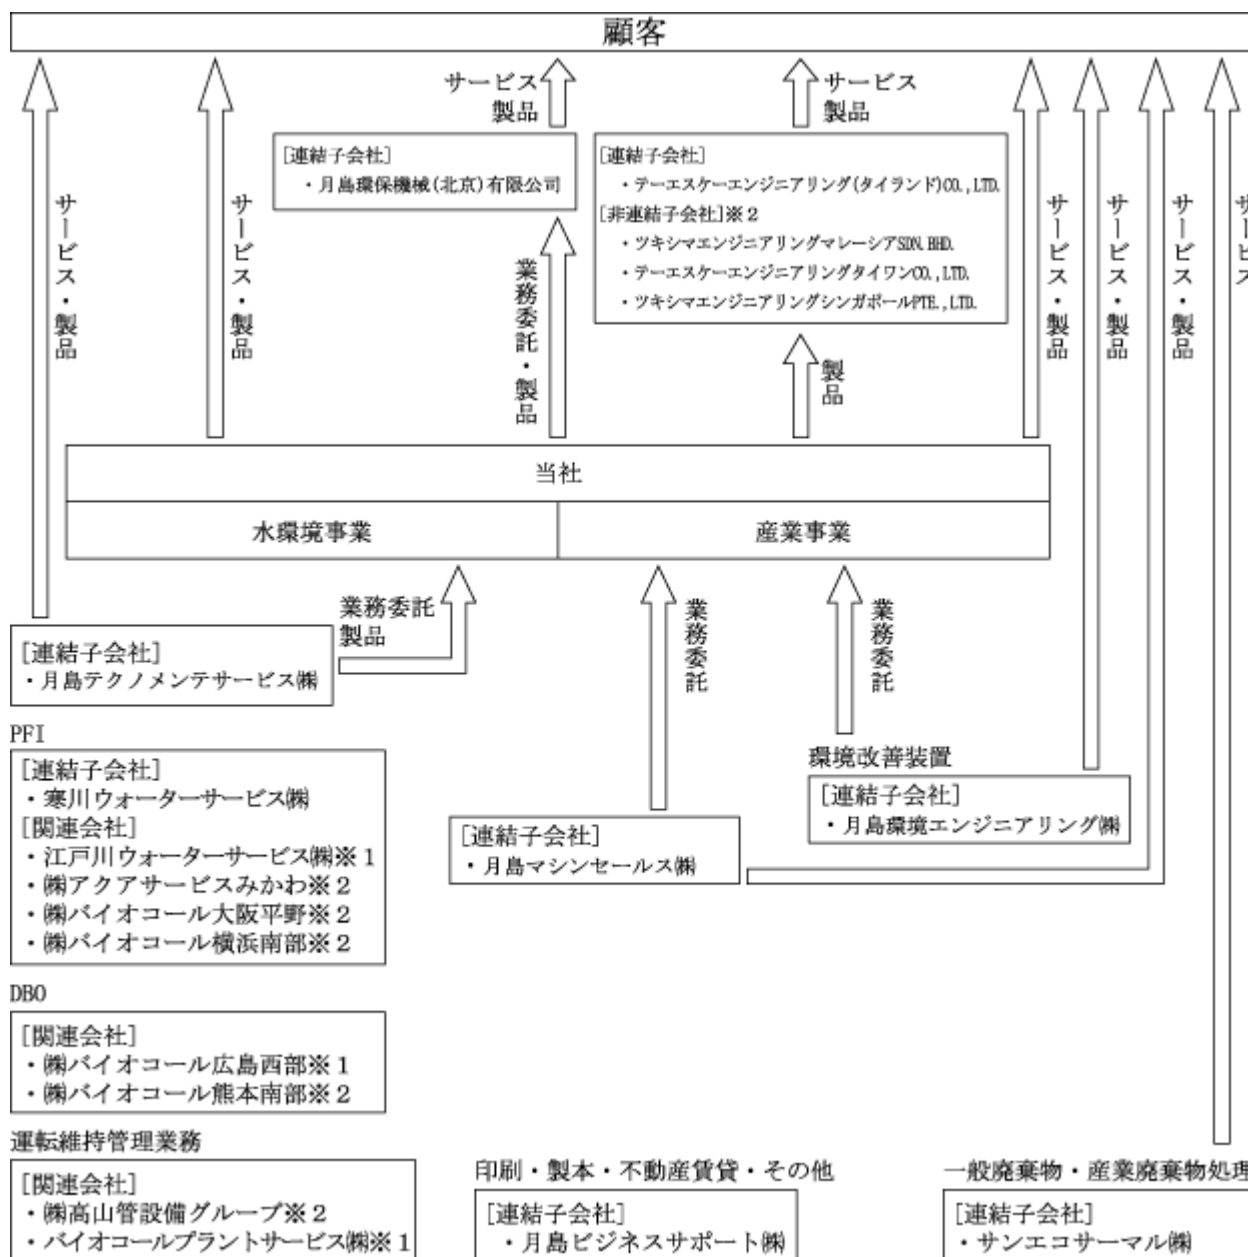 顧客
サービス
製品
サービス
製品
[連結子会社]
・月島環保機械(北京)有限公司
[連結子会社]
・テーエスケーエンジニアリング(タイランド)CO.,LTD.
[非連結子会社]※2
・ツキシマエンジニアリングマレーシアSDN.BHD.
・テーエスケーエンジニアリングタイワンCO.,LTD.
・ツキシマエンジニアリングシンガポールPTE.,LTD.
サービス・製品
サービス・製品
業務委託・製品
製品
サービス・製品
サービス・製品
サービス・製品
サービス
当社
水環境事業
産業事業
業務委託
製品
業務委託
業務委託
[連結子会社]
・月島テクノメンテサービス㈱
PFI
[連結子会社]
・寒川ウォーターサービス㈱
[関連会社]
・江戸川ウォーターサービス㈱※1
・㈱アクアサービスみかわ※2
・㈱バイオコール大阪平野※2
・㈱バイオコール横浜南部※2
環境改善装置
[連結子会社]
・月島環境エンジニアリング㈱
[連結子会社]
・月島マシンセールス㈱
DBO
[関連会社]
・㈱バイオコール広島西部※1
・㈱バイオコール熊本南部※2
運転維持管理業務
[関連会社]
・㈱高山管設備グループ※2
・バイオコールプラントサービス㈱※1
印刷・製本・不動産賃貸・その他
[連結子会社]
・月島ビジネスサポート㈱
一般廃棄物・産業廃棄物処理
[連結子会社]
・サンエコサーマル㈱